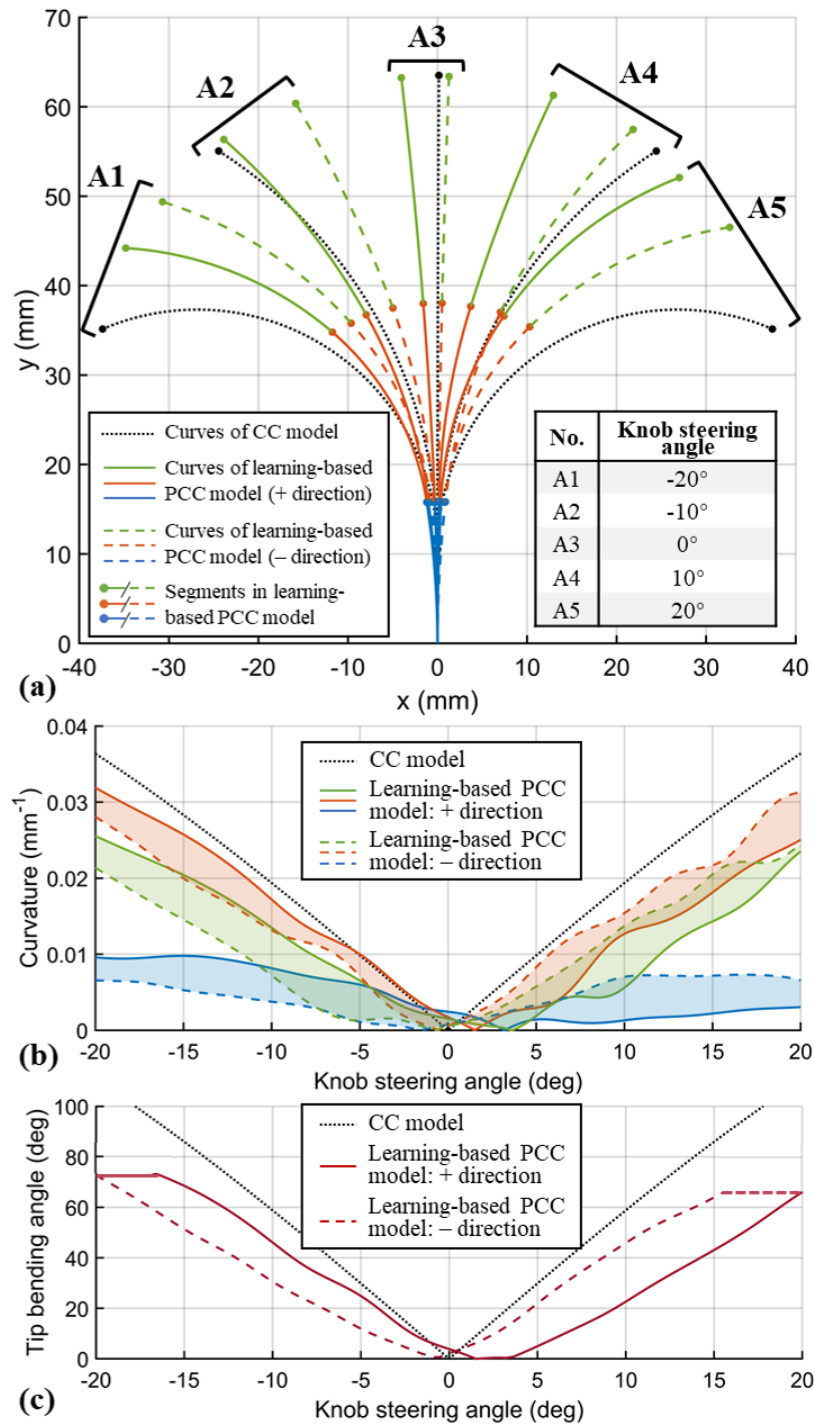 A3
A2
A4
A1
A5
70
60
50
40
30
20
10
0
y (mm)
Curves of CC model
Curves of learning-based
PCC model (+ direction)
Curves of learning-based
PCC model (– direction)
Segments in learning-
based PCC model
No. Knob steering angle
A1 -20°
A2 -10°
A3 0°
A4 10°
A5 20°
-40 -30 -20 -10 0 10 20 30 40
x (mm)
(a)
0.04
0.03
0.02
0.01
0
Curvature (mm⁻¹)
CC model
Learning-based PCC
model: + direction
Learning-based PCC
model: – direction
-20 -15 -10 -5 0 5 10 15 20
Knob steering angle (deg)
(b)
100
80
60
40
20
0
Tip bending angle (deg)
CC model
Learning-based PCC
model: + direction
Learning-based PCC
model: – direction
-20 -15 -10 -5 0 5 10 15 20
Knob steering angle (deg)
(c)